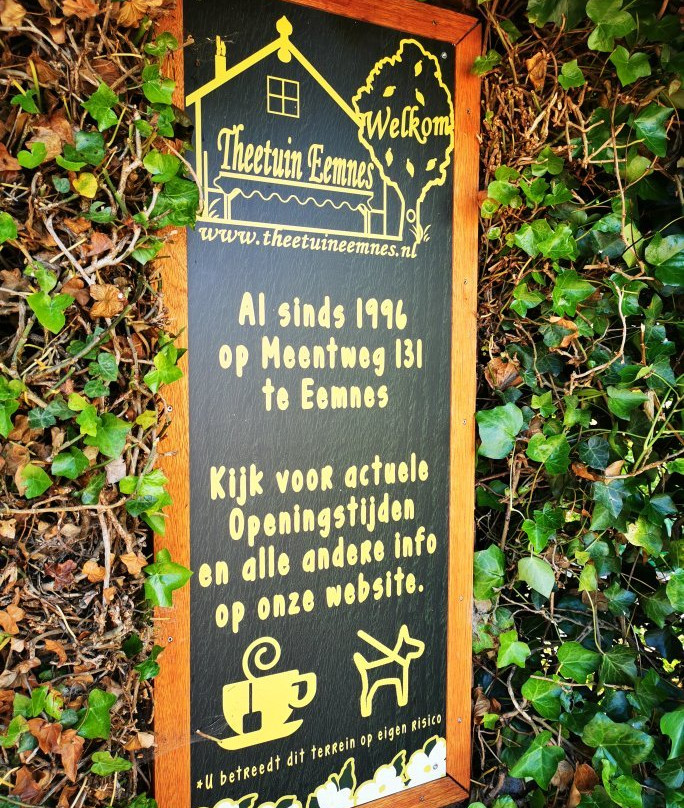 Welkom
Theetuin Eemnes
www.theetuineemnes.nl
Al sinds 1996
op Meentweg 131
te Eemnes
Kijk voor actuele
Openingstijden
en alle andere info
op onze website.
*U betreedt dit terrein op eigen risico